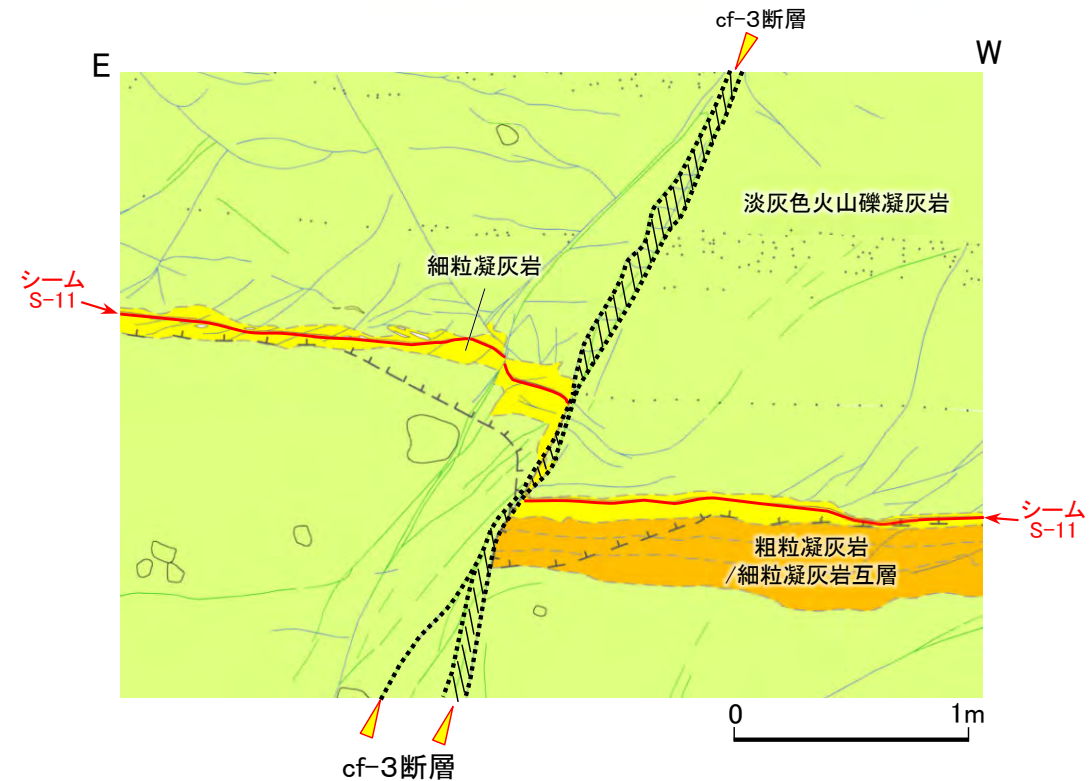 cf-3断層
E
W
淡灰色火山礫凝灰岩
細粒凝灰岩
シーム
S-11
シーム
S-11
粗粒凝灰岩
/細粒凝灰岩互層
0
1m
cf-3断層